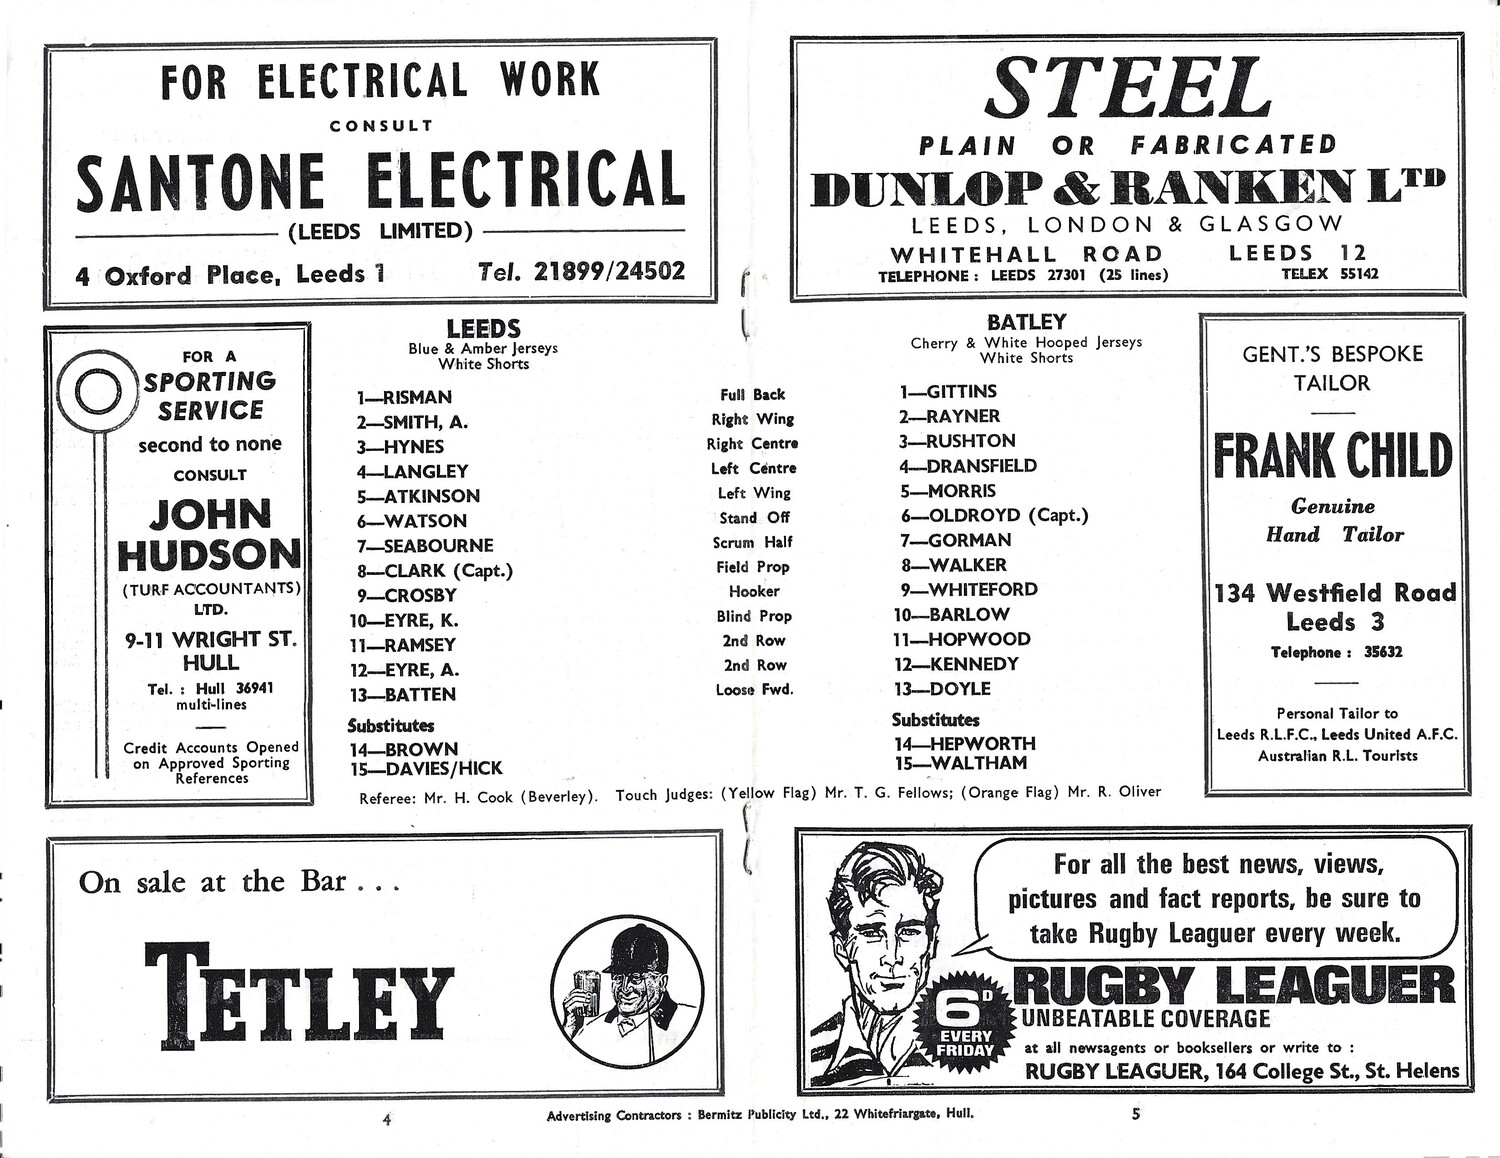 FOR ELECTRICAL WORK
CONSULT
SANTONE ELECTRICAL
(LEEDS LIMITED)
4 Oxford Place, Leeds 1 Tel. 21899/24502
STEEL
PLAIN OR FABRICATED
DUNLOP & RANKEN LTD
LEEDS, LONDON & GLASGOW
WHITEHALL ROAD LEEDS 12
TELEPHONE : LEEDS 27301 (25 lines) TELEX 55142
FOR A
SPORTING
SERVICE
second to none
CONSULT
JOHN
HUDSON
(TURF ACCOUNTANTS)
LTD.
9-11 WRIGHT ST.
HULL
Tel. : Hull 36941
multi-lines
Credit Accounts Opened
on Approved Sporting
References
LEEDS
Blue & Amber Jerseys
White Shorts
1—RISMAN
2—SMITH, A.
3—HYNES
4—LANGLEY
5—ATKINSON
6—WATSON
7—SEABOURNE
8—CLARK (Capt.)
9—CROSBY
10—EYRE, K.
11—RAMSEY
12—EYRE, A.
13—BATTEN
Substitutes
14—BROWN
15—DAVIES/HICK
Full Back
Right Wing
Right Centre
Left Centre
Left Wing
Stand Off
Scrum Half
Field Prop
Hooker
Blind Prop
2nd Row
2nd Row
Loose Fwd.
BATLEY
Cherry & White Hooped Jerseys
White Shorts
1—GITTINS
2—RAYNER
3—RUSHTON
4—DRANSFIELD
5—MORRIS
6—OLDROYD (Capt.)
7—GORMAN
8—WALKER
9—WHITEFORD
10—BARLOW
11—HOPWOOD
12—KENNEDY
13—DOYLE
Substitutes
14—HEPWORTH
15—WALTHAM
Referee: Mr. H. Cook (Beverley). Touch Judges: (Yellow Flag) Mr. T. G. Fellows; (Orange Flag) Mr. R. Oliver
GENT.'S BESPOKE
TAILOR
FRANK CHILD
Genuine
Hand Tailor
134 Westfield Road
Leeds 3
Telephone : 35632
Personal Tailor to
Leeds R.L.F.C., Leeds United A.F.C.
Australian R.L. Tourists
On sale at the Bar . . .
TETLEY
For all the best news, views,
pictures and fact reports, be sure to
take Rugby Leaguer every week.
6D
EVERY
FRIDAY
RUGBY LEAGUER
UNBEATABLE COVERAGE
at all newsagents or booksellers or write to :
RUGBY LEAGUER, 164 College St., St. Helens
4
Advertising Contractors : Bermitz Publicity Ltd., 22 Whitefriargate, Hull.
5